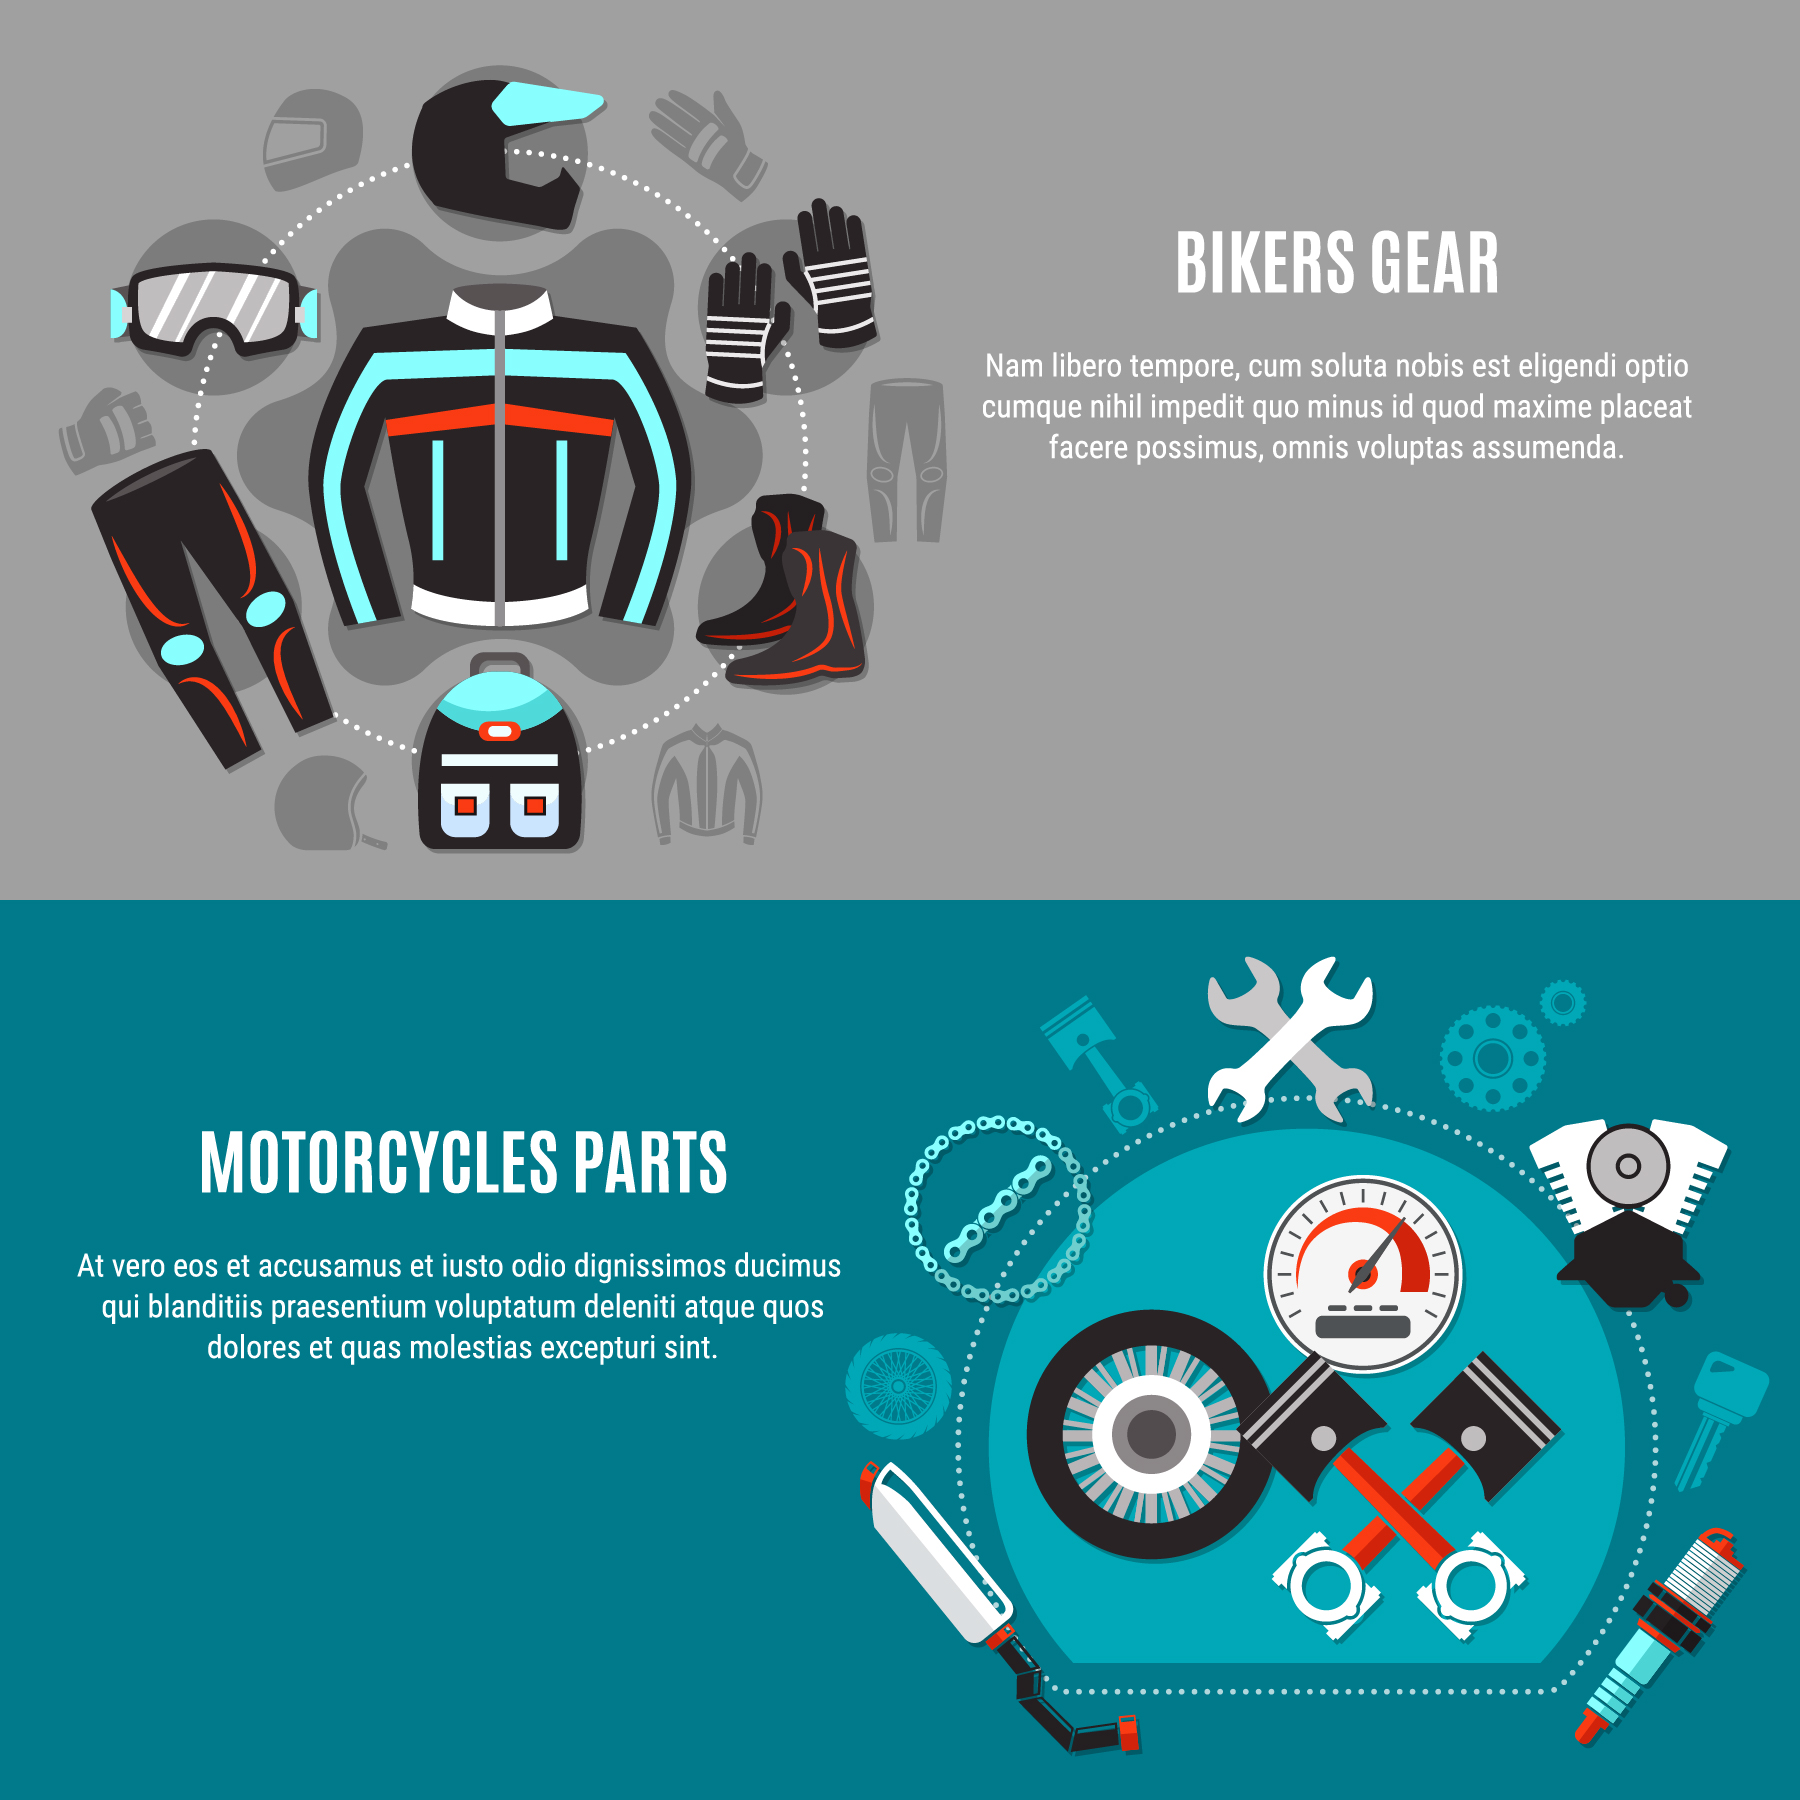 BIKERS GEAR
Nam libero tempore, cum soluta nobis est eligendi optio
cumque nihil impedit quo minus id quod maxime placeat
facere possimus, omnis voluptas assumenda.
MOTORCYCLES PARTS
At vero eos et accusamus et iusto odio dignissimos ducimus
qui blanditiis praesentium voluptatum deleniti atque quos
dolores et quas molestias excepturi sint.